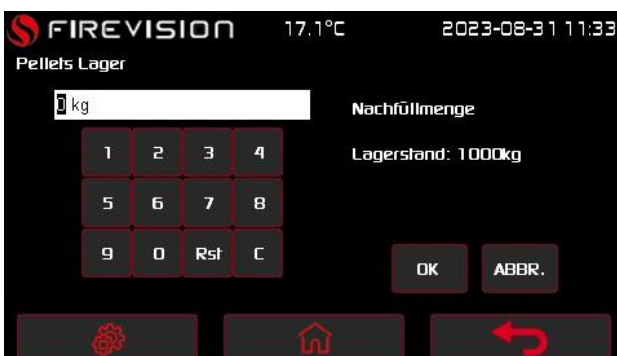 FIREVISION 17.1°C 2023-08-31 11:33
Pellets Lager
0 kg
Nachfüllmenge
1 2 3 4
Lagerstand: 1000kg
5 6 7 8
9 0 Rst C
OK ABBR.